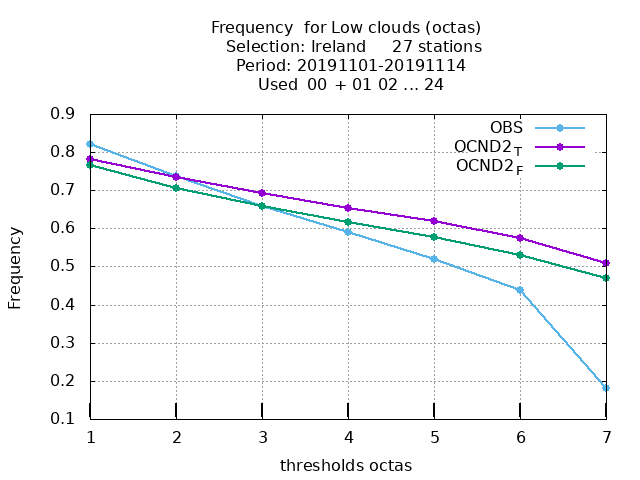 Frequency  for Low clouds (octas)
Selection: Ireland     27 stations
Period: 20191101-20191114
Used  00 + 01 02 ... 24
0.9
0.8
0.7
0.6
0.5
0.4
0.3
0.2
0.1
Frequency
OBS
OCND2T
OCND2F
1 2 3 4 5 6 7
thresholds octas